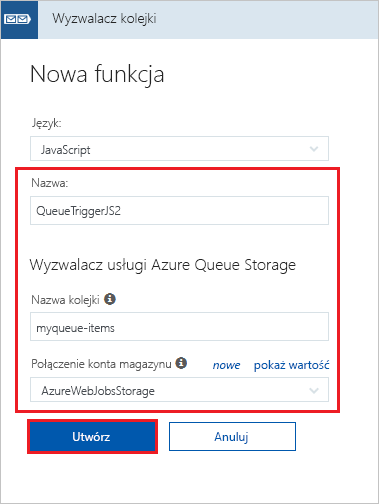 Wyzwalacz kolejki
Nowa funkcja
Język:
JavaScript
Nazwa:
QueueTriggerJS2
Wyzwalacz usługi Azure Queue Storage
Nazwa kolejki
myqueue-items
Połączenie konta magazynu nowe pokaż wartość
AzureWebJobsStorage
Utwórz Anuluj